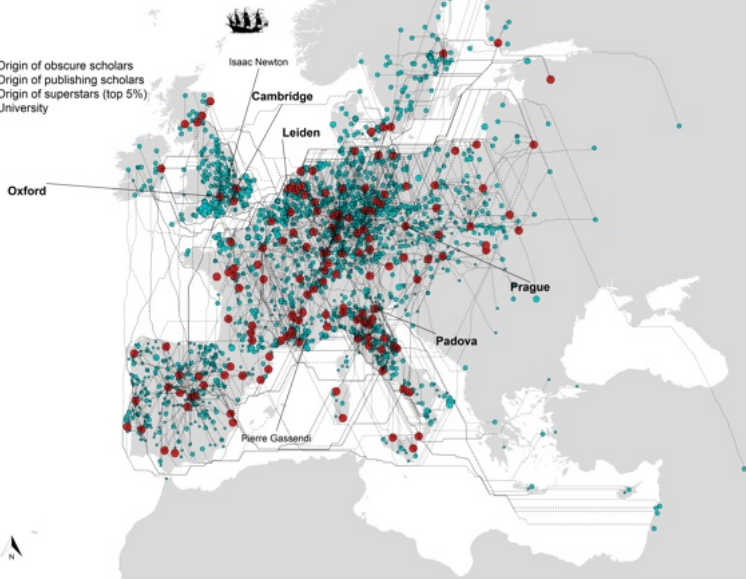 Origin of obscure scholars
Origin of publishing scholars
Origin of superstars (top 5%)
University
Isaac Newton
Cambridge
Leiden
Oxford
Prague
Padova
Pierre Gassendi
N